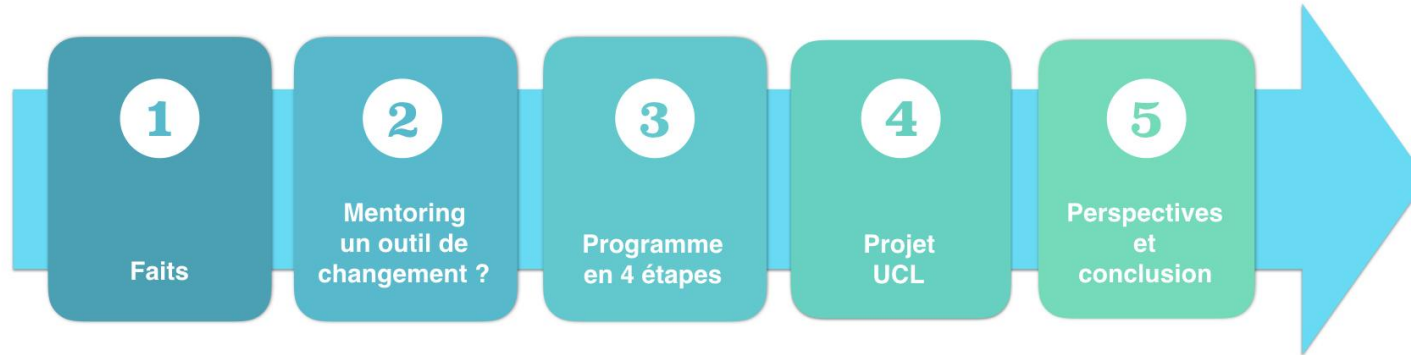 1
Faits
2
Mentoring
un outil de
changement ?
3
Programme
en 4 étapes
4
Projet
UCL
5
Perspectives
et
conclusion